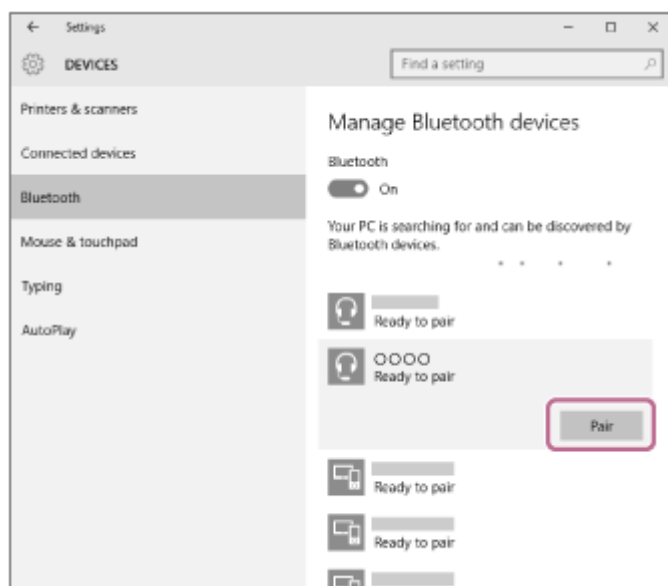 Settings
DEVICES
Find a setting
Printers & scanners
Connected devices
Bluetooth
Mouse & touchpad
Typing
AutoPlay
Manage Bluetooth devices
Bluetooth
On
Your PC is searching for and can be discovered by
Bluetooth devices.
Ready to pair
OOOO
Ready to pair
Pair
Ready to pair
Ready to pair